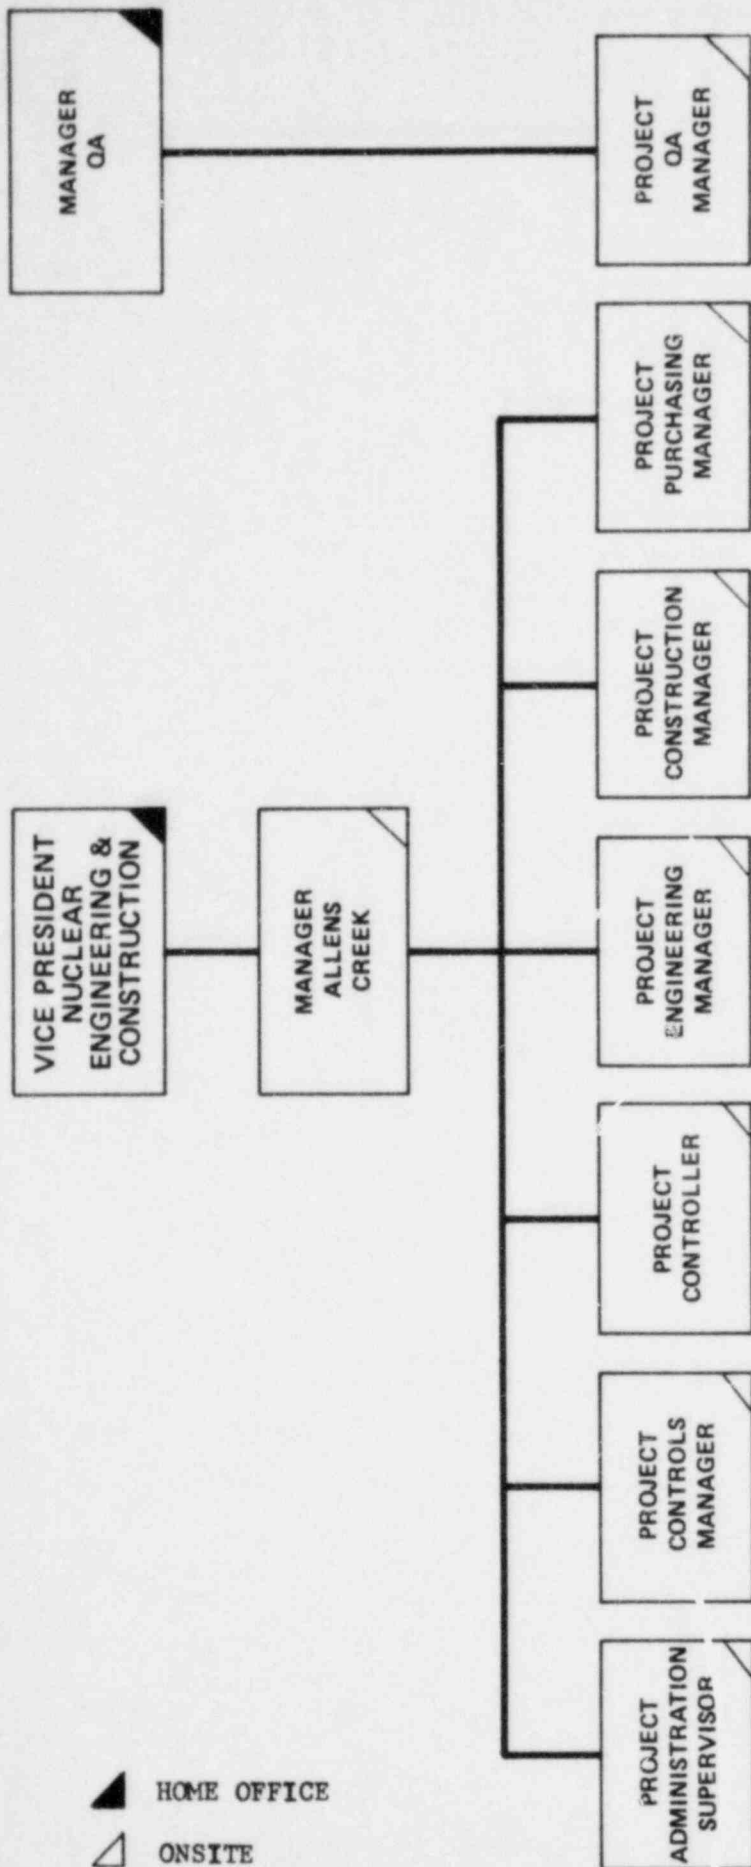 MANAGER
QA
VICE PRESIDENT
NUCLEAR
ENGINEERING &
CONSTRUCTION
MANAGER
ALLENS
CREEK
PROJECT
ADMINISTRATION
SUPERVISOR
PROJECT
CONTROLS
MANAGER
PROJECT
CONTROLLER
PROJECT
ENGINEERING
MANAGER
PROJECT
CONSTRUCTION
MANAGER
PROJECT
PURCHASING
MANAGER
PROJECT
QA
MANAGER
HOME OFFICE
ONSITE